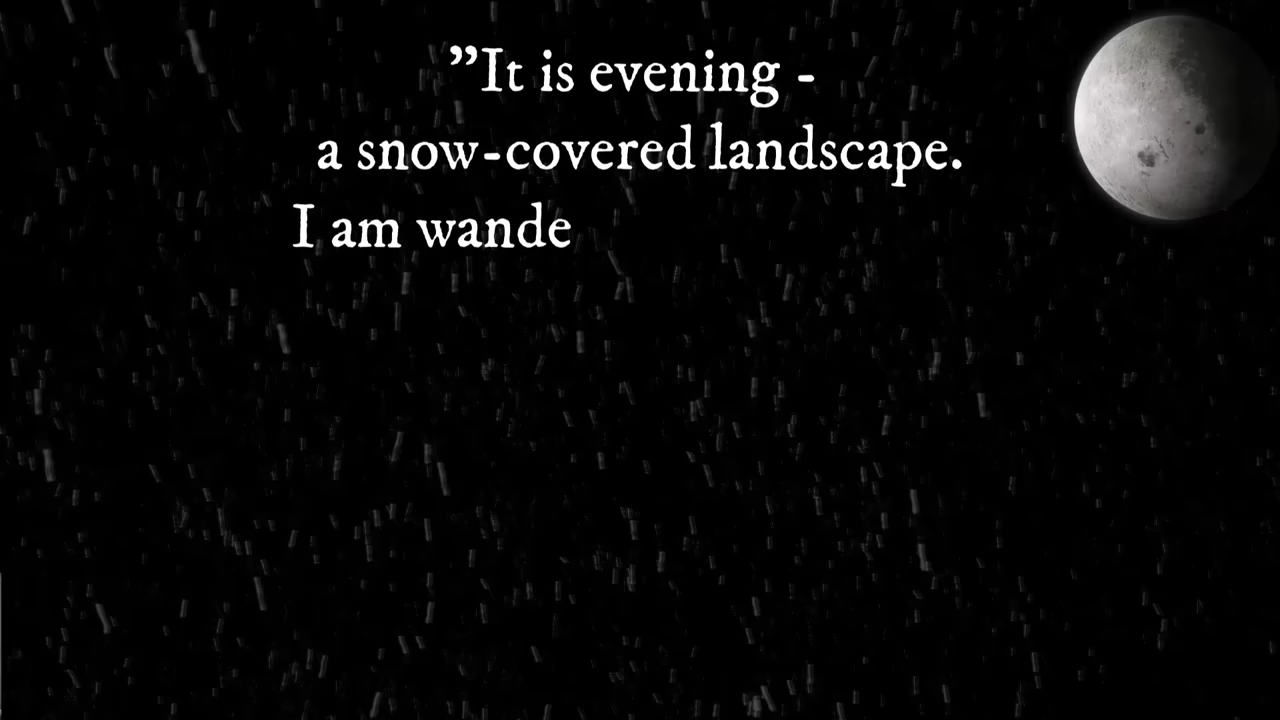 ”It is evening -
a snow-covered landscape.
I am wande